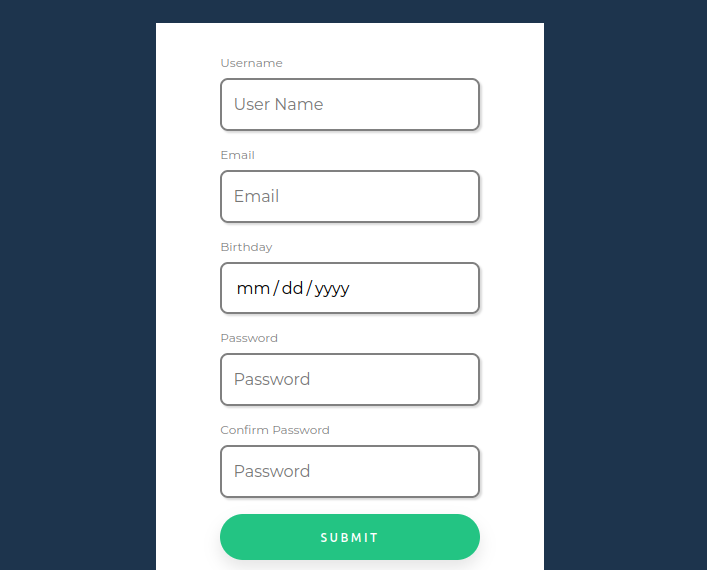 Username
User Name
Email
Email
Birthday
mm/dd/yyyy
Password
Password
Confirm Password
Password
SUBMIT